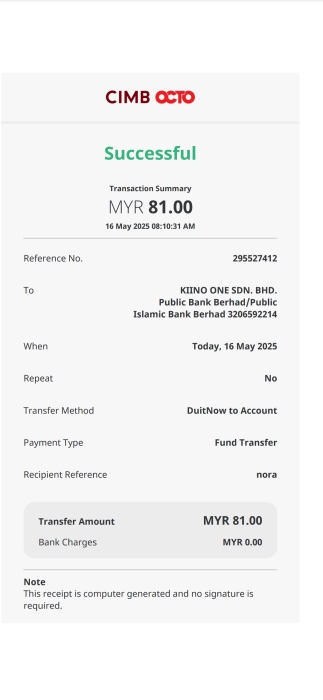 CIMB OCTO
Successful
Transaction Summary
MYR 81.00
16 May 2025 08:10:31 AM
Reference No. 295527412
To KIINO ONE SDN. BHD.
Public Bank Berhad/Public
Islamic Bank Berhad 3206592214
When Today, 16 May 2025
Repeat No
Transfer Method DuitNow to Account
Payment Type Fund Transfer
Recipient Reference nora
Transfer Amount MYR 81.00
Bank Charges MYR 0.00
Note
This receipt is computer generated and no signature is
required.